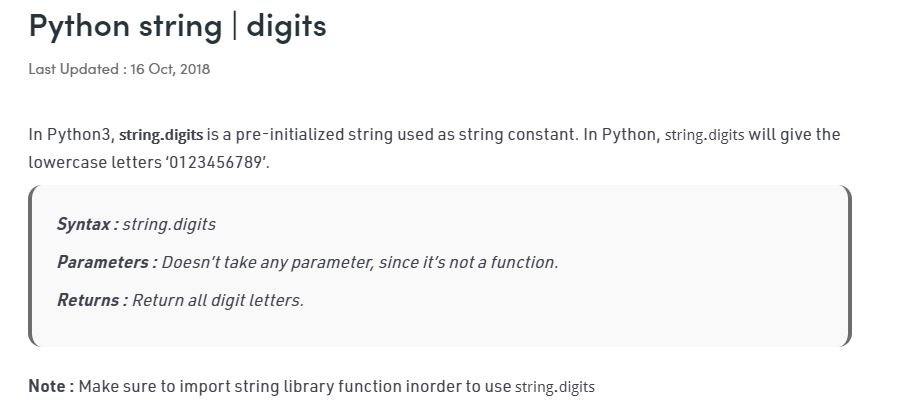 Python string | digits
Last Updated : 16 Oct, 2018
In Python3, string.digits is a pre-initialized string used as string constant. In Python, string.digits will give the
lowercase letters ‘0123456789’.
Syntax : string.digits
Parameters : Doesn’t take any parameter, since it’s not a function.
Returns : Return all digit letters.
Note : Make sure to import string library function inorder to use string.digits